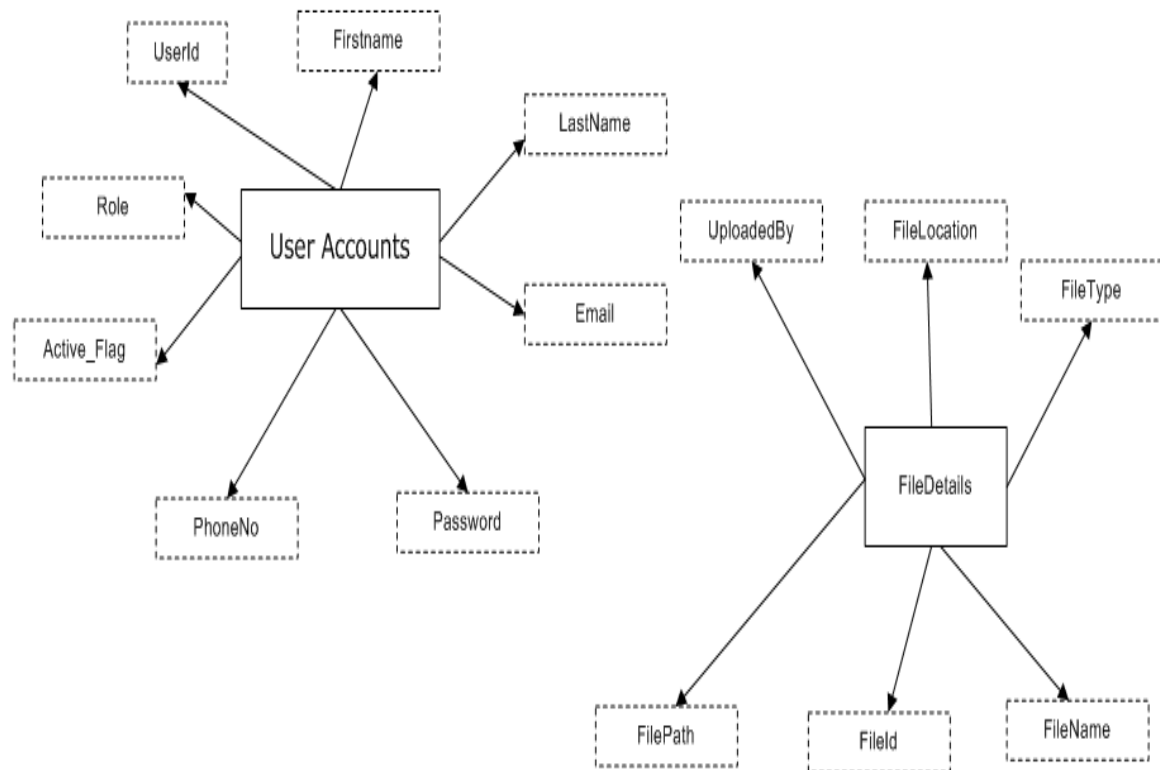 Firstname
UserId
LastName
Role
User Accounts
UploadedBy
FileLocation
FileType
Email
Active_Flag
FileDetails
PhoneNo
Password
FilePath
FileId
FileName